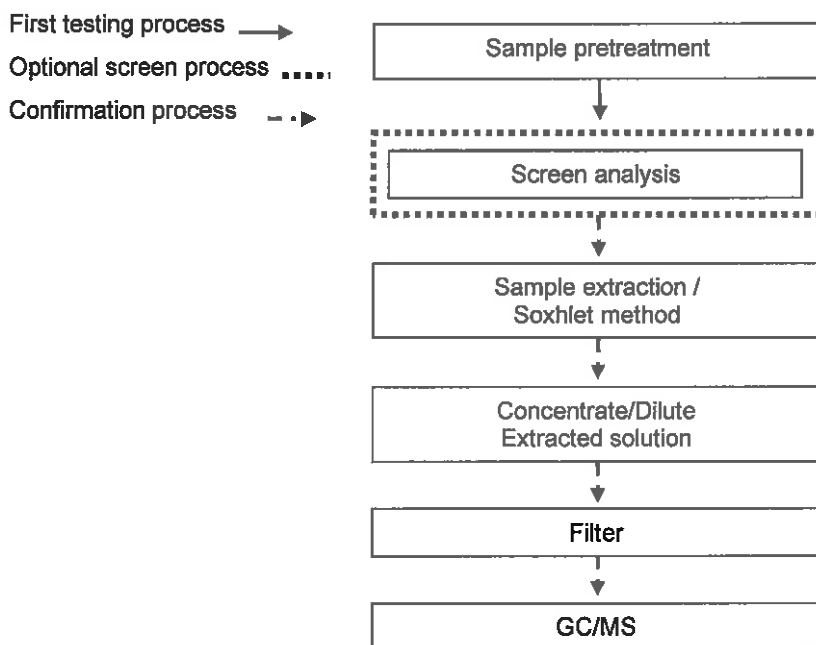 First testing process
Optional screen process
Confirmation process
Sample pretreatment
Screen analysis
Sample extraction /
Soxhlet method
Concentrate/Dilute
Extracted solution
Filter
GC/MS